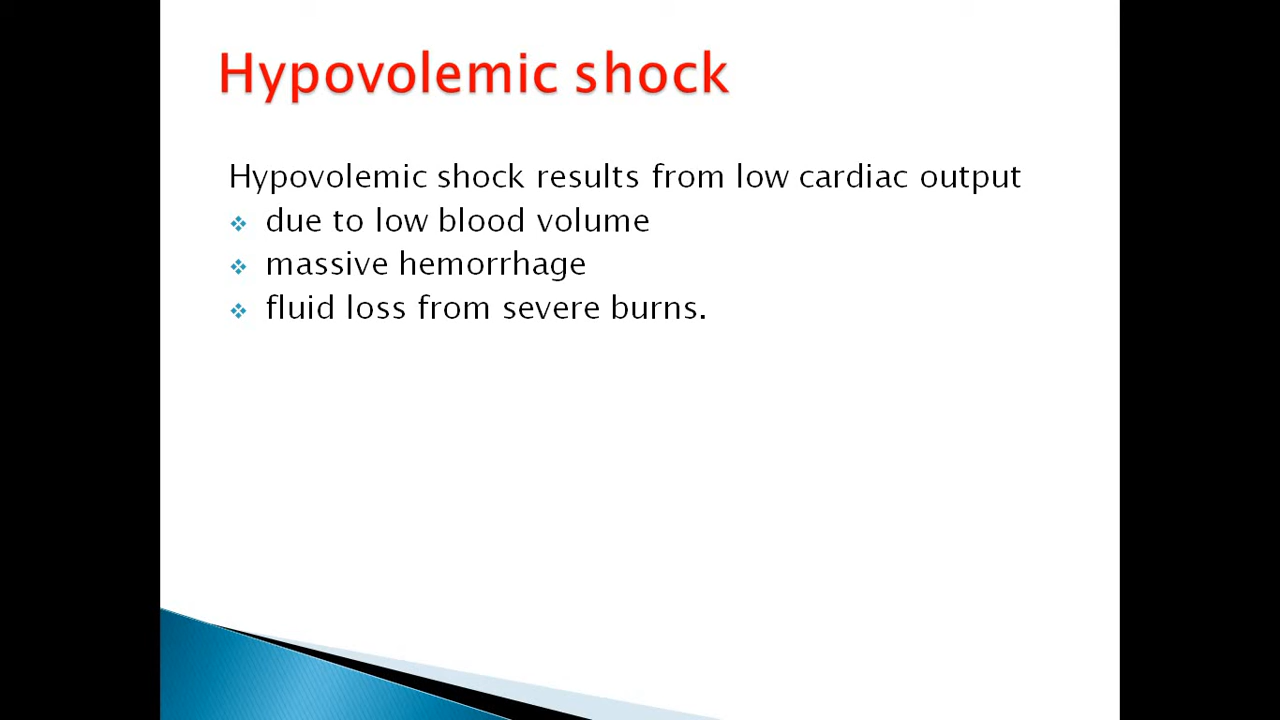 Hypovolemic shock
Hypovolemic shock results from low cardiac output
❖ due to low blood volume
❖ massive hemorrhage
❖ fluid loss from severe burns.